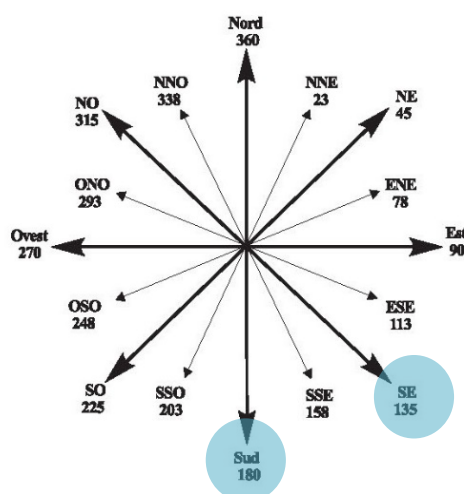 Nord
360
NNO
338
NNE
23
NO
315
NE
45
ONO
293
ENE
78
Ovest
270
Est
90
OSO
248
ESE
113
SO
225
SSO
203
SSE
158
SE
135
Sud
180